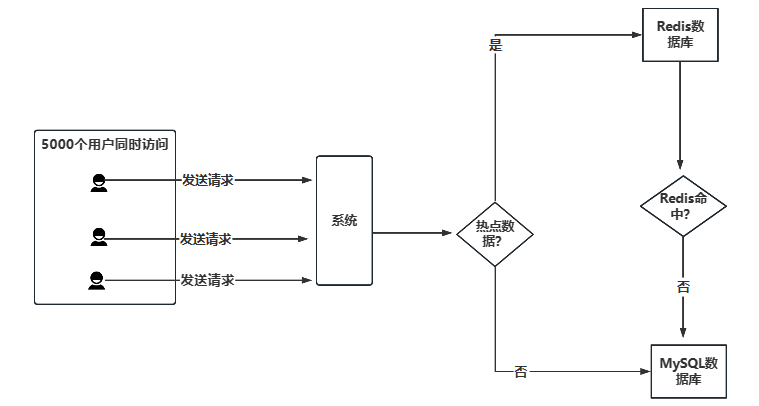 5000个用户同时访问
发送请求
发送请求
发送请求
系统
热点数
据?
是
否
Redis数
据库
Redis命
中?
否
MySQL数
据库